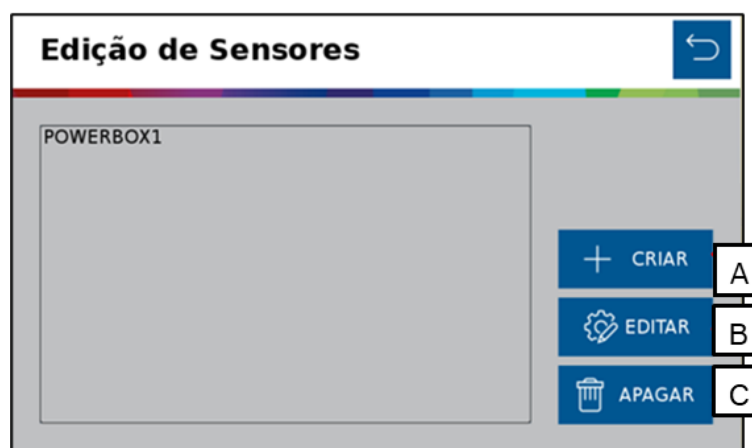 Edição de Sensores
POWERBOX1
CRIAR
A
EDITAR
B
APAGAR
C